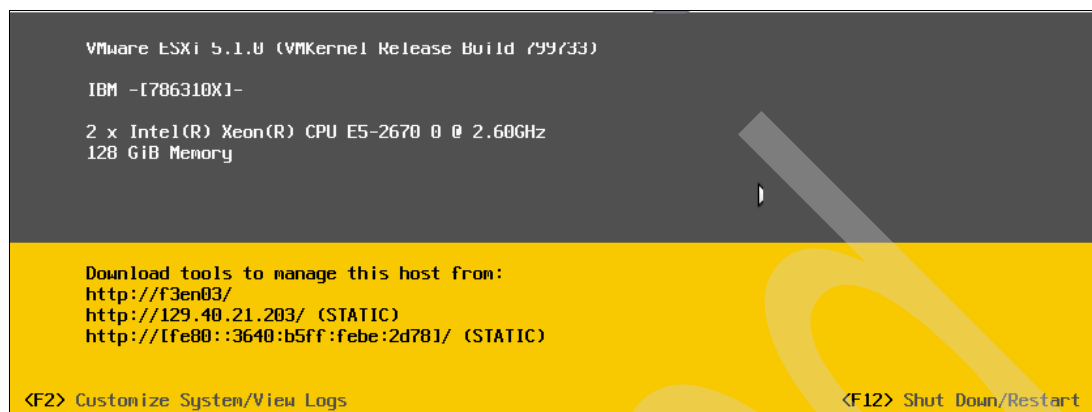 VMware ESXi 5.1.0 (VMKernel Release Build 799733)
IBM -[786310X]-
2 x Intel(R) Xeon(R) CPU E5-2670 0 @ 2.60GHz
128 GiB Memory
Download tools to manage this host from:
http://f3en03/
http://129.40.21.203/ (STATIC)
http://[fe80::3640:b5ff:febe:2d78]/ (STATIC)
<F2> Customize System/View Logs
<F12> Shut Down/Restart